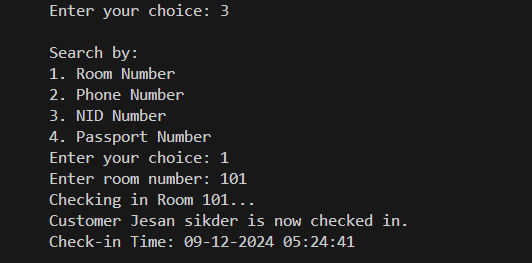 Enter your choice: 3
Search by:
1. Room Number
2. Phone Number
3. NID Number
4. Passport Number
Enter your choice: 1
Enter room number: 101
Checking in Room 101...
Customer Jesan sikder is now checked in.
Check-in Time: 09-12-2024 05:24:41